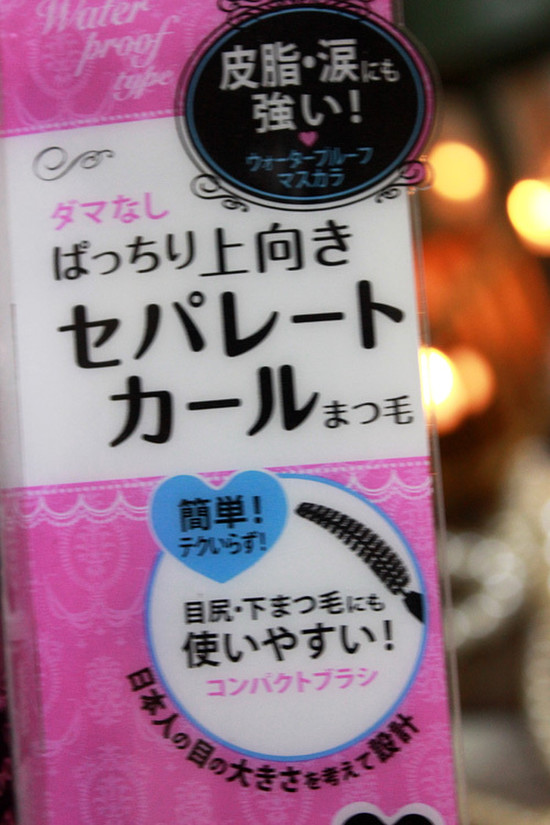 Water
proof
type
皮脂・涙にも
強い!
ウォータープルーフ
マスカラ
ダマなし
ぱっちり上向き
セパレート
カールまつ毛
簡単!
テクいらず!
目尻・下まつ毛にも
使いやすい!
コンパクトブラシ
日本人の目の大きさを考えて設計